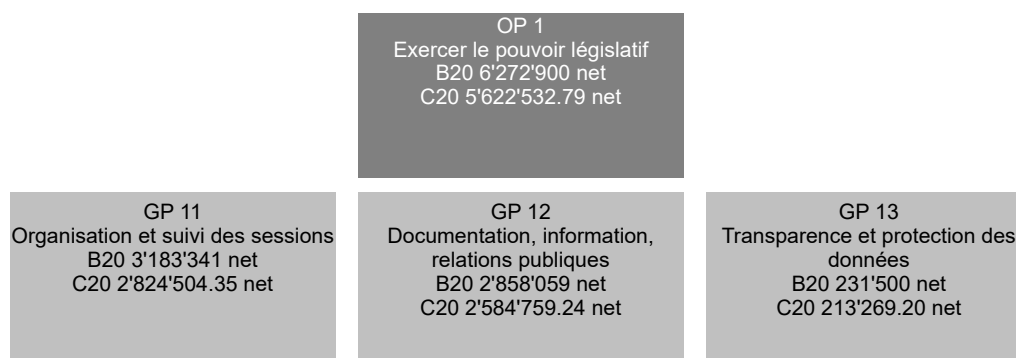 OP 1
Exercer le pouvoir législatif
B20 6'272'900 net
C20 5'622'532.79 net
GP 11
Organisation et suivi des sessions
B20 3'183'341 net
C20 2'824'504.35 net
GP 12
Documentation, information,
relations publiques
B20 2'858'059 net
C20 2'584'759.24 net
GP 13
Transparence et protection des
données
B20 231'500 net
C20 213'269.20 net